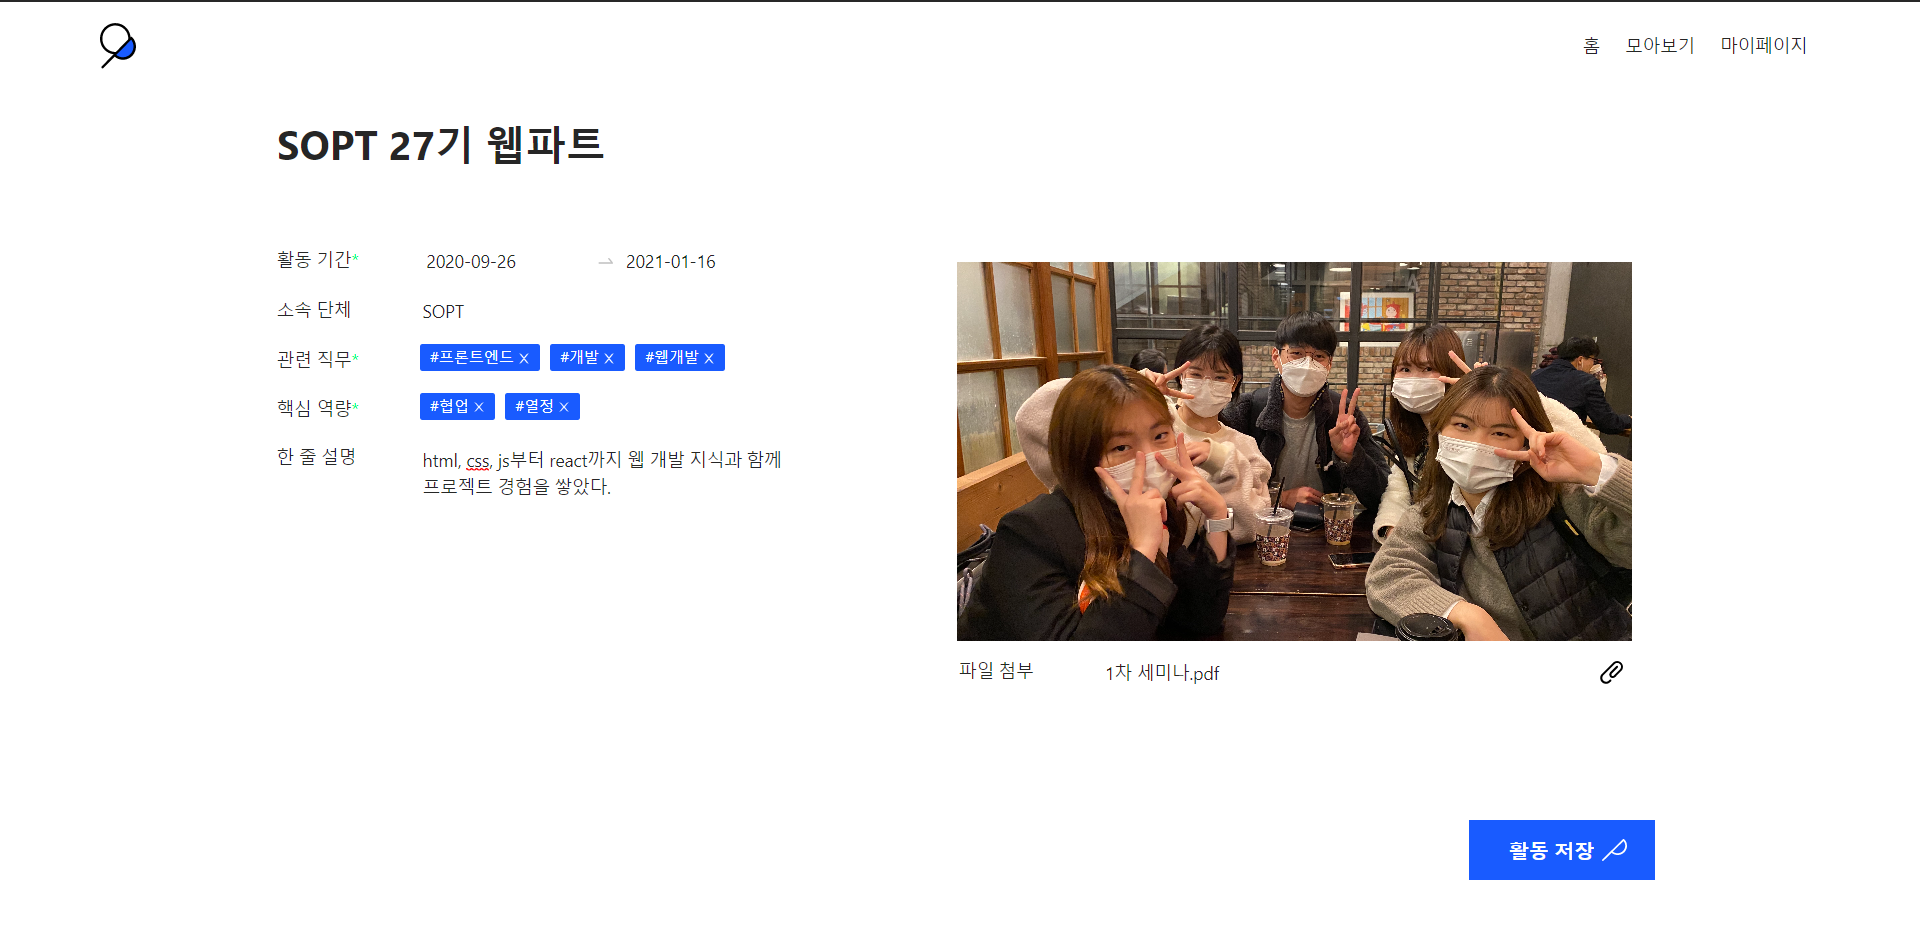 홈 모아보기 마이페이지
SOPT 27기 웹파트
활동 기간* 2020-09-26 → 2021-01-16
소속 단체 SOPT
관련 직무* #프론트엔드 × #개발 × #웹개발 ×
핵심 역량* #협업 × #열정 ×
한 줄 설명 html, css, js부터 react까지 웹 개발 지식과 함께
프로젝트 경험을 쌓았다.
파일 첨부 1차 세미나.pdf
활동 저장